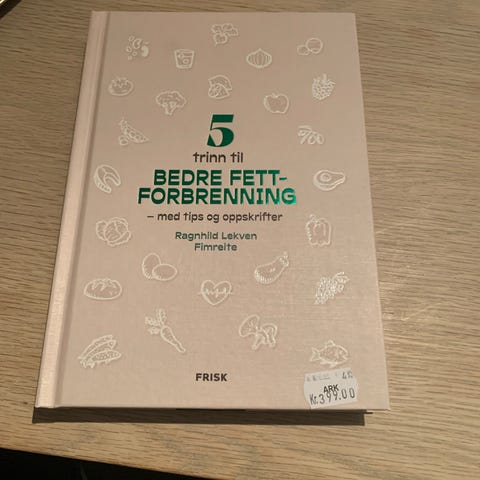 5
trinn til
BEDRE FETT-
FORBRENNING
– med tips og oppskrifter
Ragnhild Lekven
Fimreite
FRISK
ARK
Kr.399.00